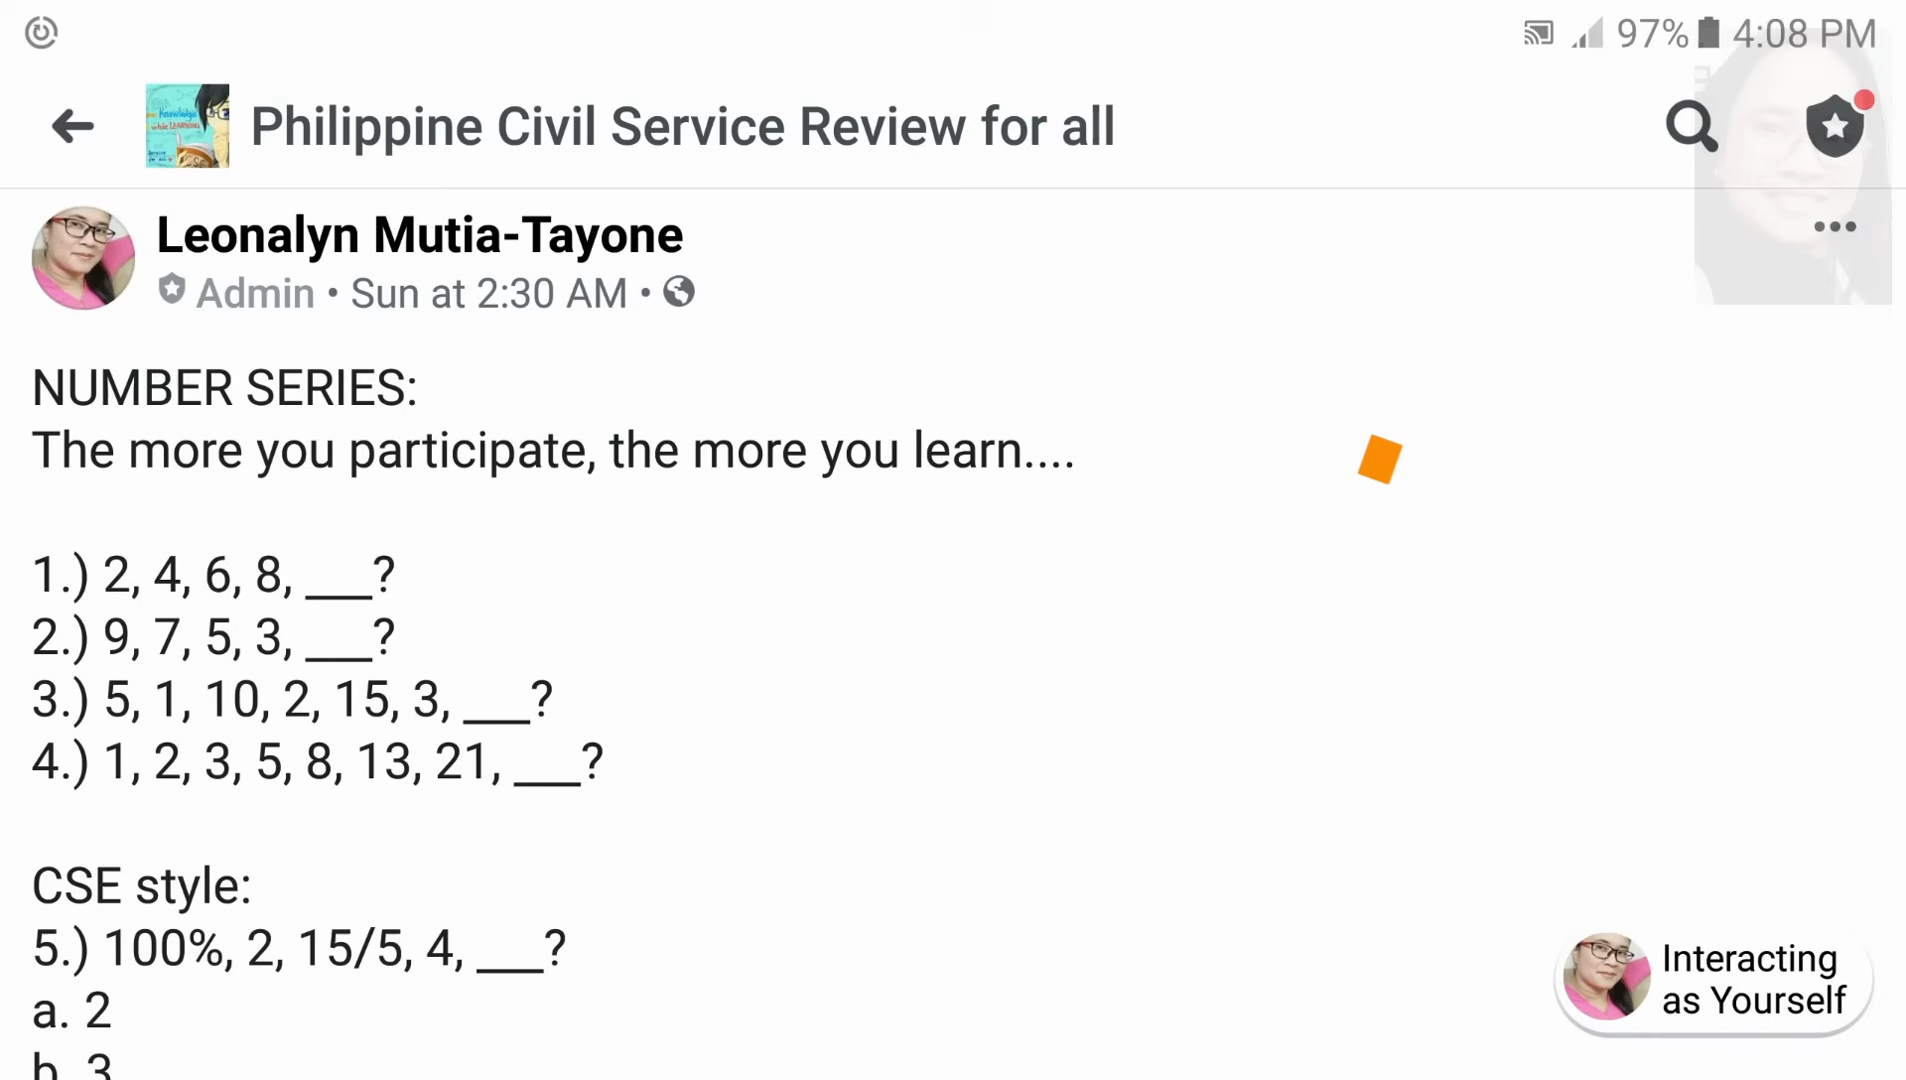 97% 4:08 PM
Philippine Civil Service Review for all
Leonalyn Mutia-Tayone
Admin • Sun at 2:30 AM •
NUMBER SERIES:
The more you participate, the more you learn....
1.) 2, 4, 6, 8, ___?
2.) 9, 7, 5, 3, ___?
3.) 5, 1, 10, 2, 15, 3, ___?
4.) 1, 2, 3, 5, 8, 13, 21, ___?
CSE style:
5.) 100%, 2, 15/5, 4, ___?
a. 2
b. 3
Interacting
as Yourself